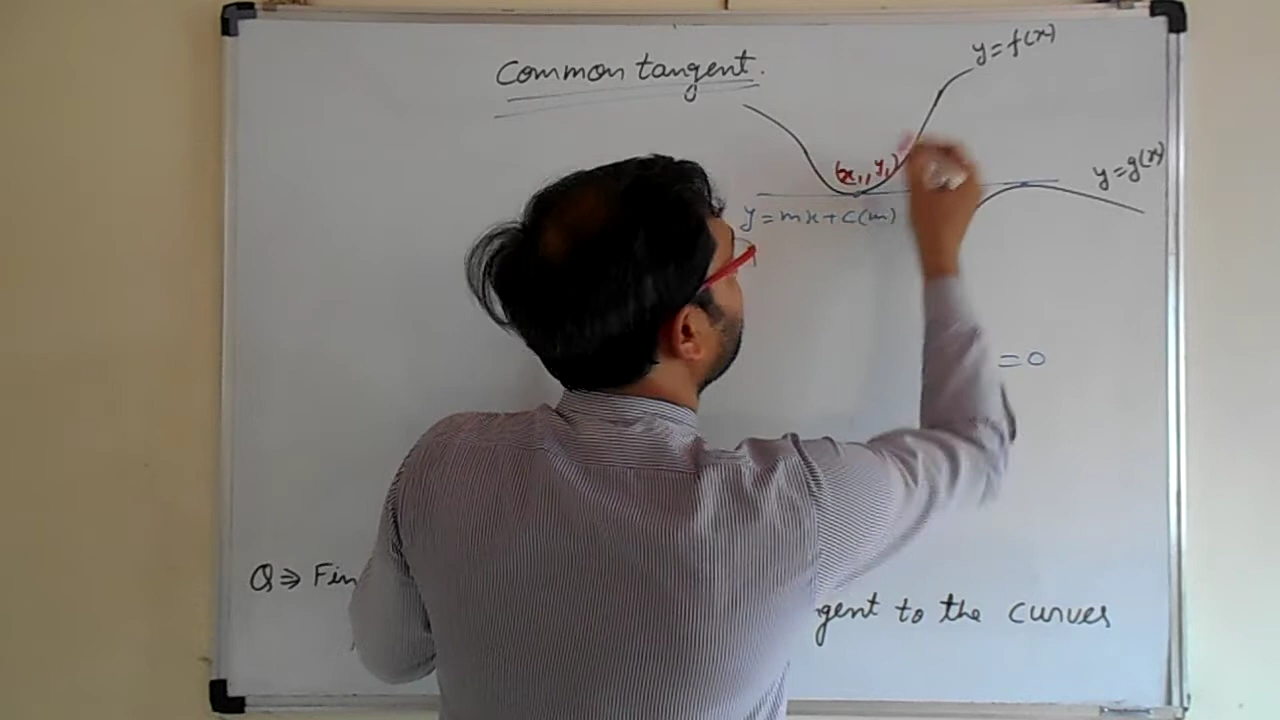 Common tangent.
y=f(x)
y=g(x)
(x₁, y₁)
y=mx+c(m)
=0
Q⇒ Fin
gent to the curves